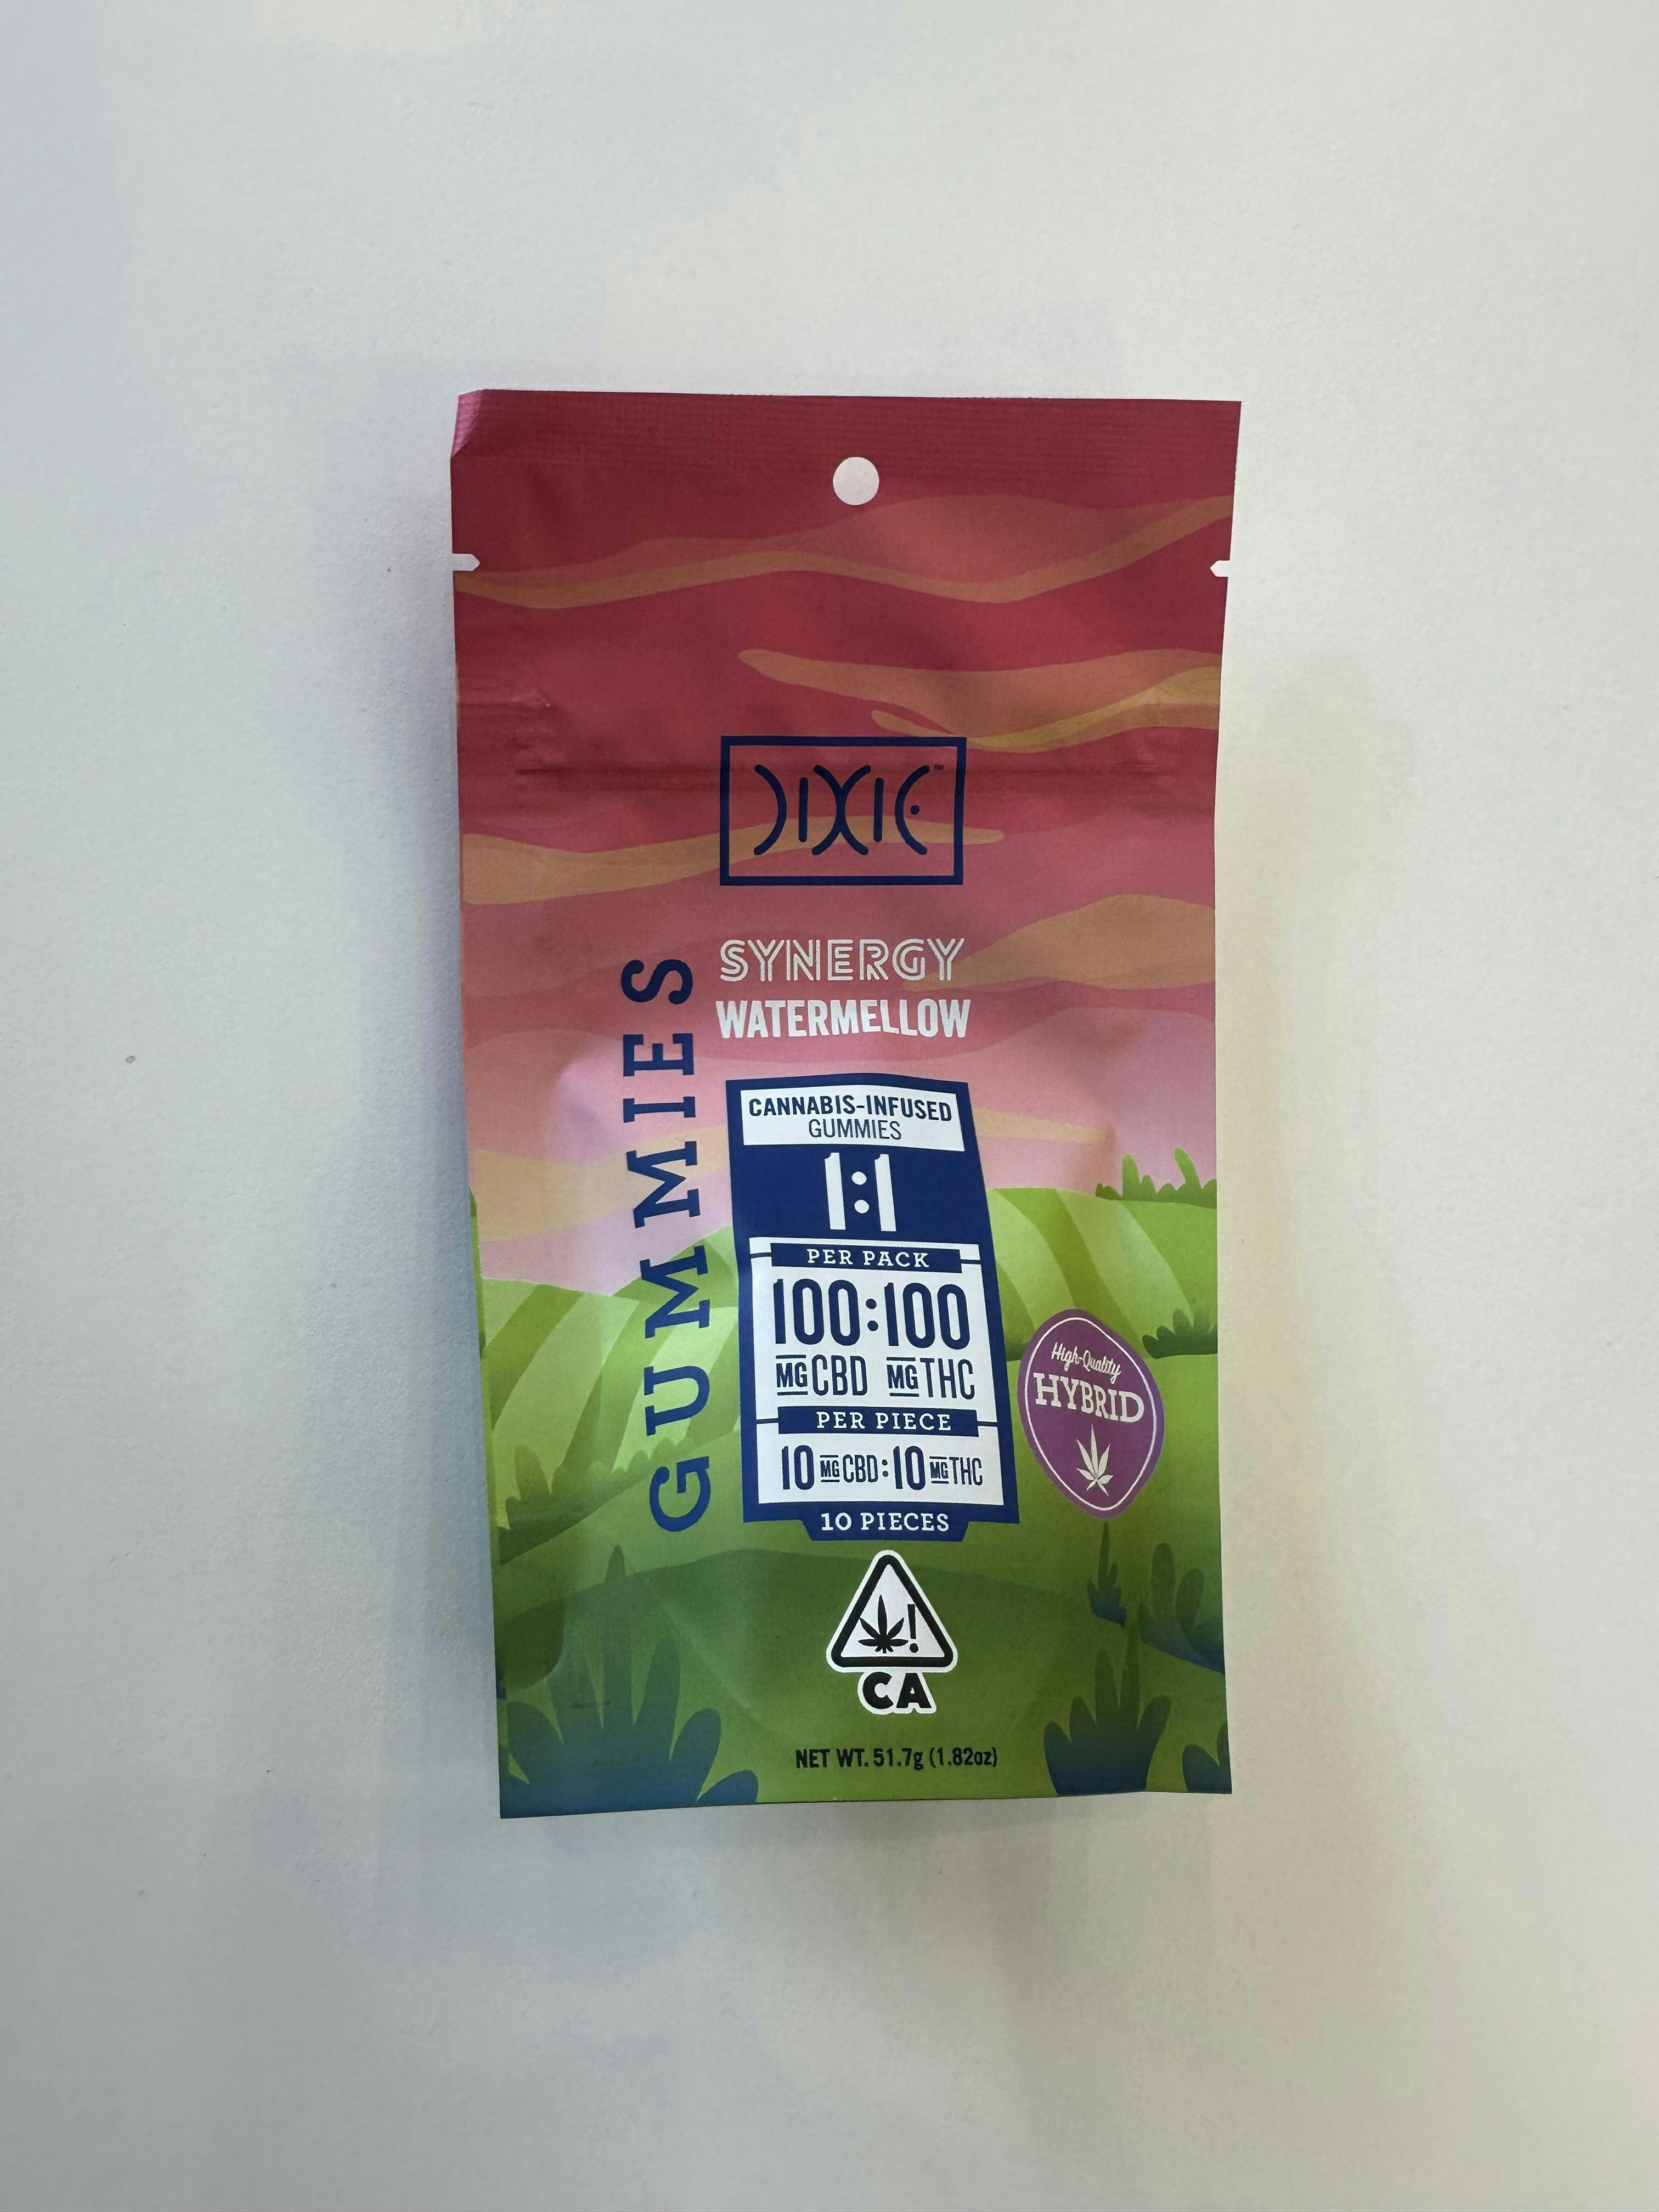 DIXIE™
SYNERGY
WATERMELLOW
GUMMIES
CANNABIS-INFUSED
GUMMIES
1:1
PER PACK
100:100
MG CBD MG THC
PER PIECE
10 MG CBD : 10 MG THC
10 PIECES
High-Quality
HYBRID
!
CA
NET WT. 51.7g (1.82oz)